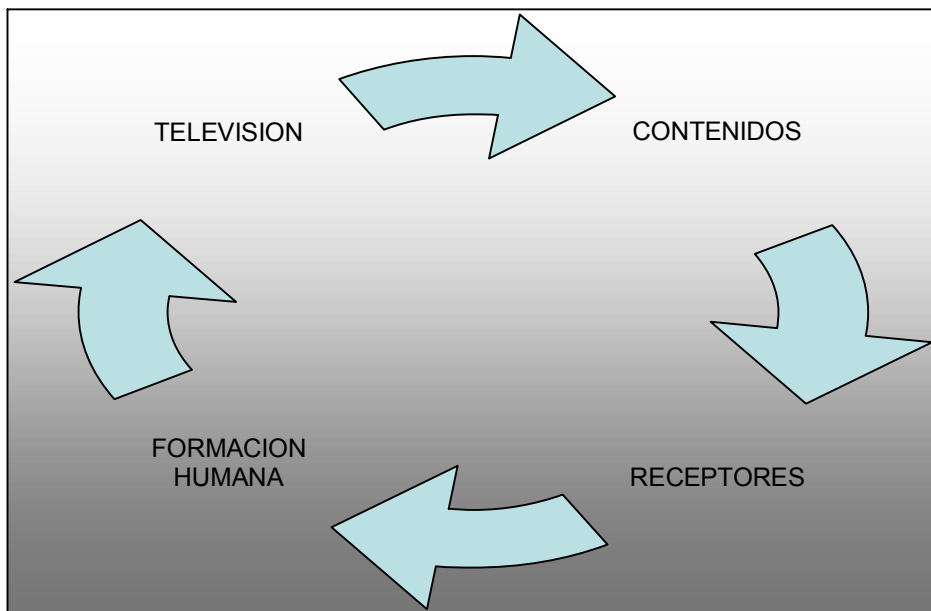 TELEVISION
CONTENIDOS
FORMACION
HUMANA
RECEPTORES